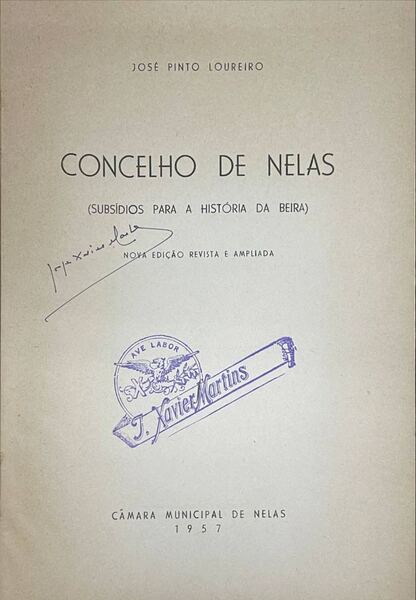 JOSÉ PINTO LOUREIRO
CONCELHO DE NELAS
(SUBSÍDIOS PARA A HISTÓRIA DA BEIRA)
NOVA EDIÇÃO REVISTA E AMPLIADA
AVE LABOR
J. Xavier Martins
CÂMARA MUNICIPAL DE NELAS
1957